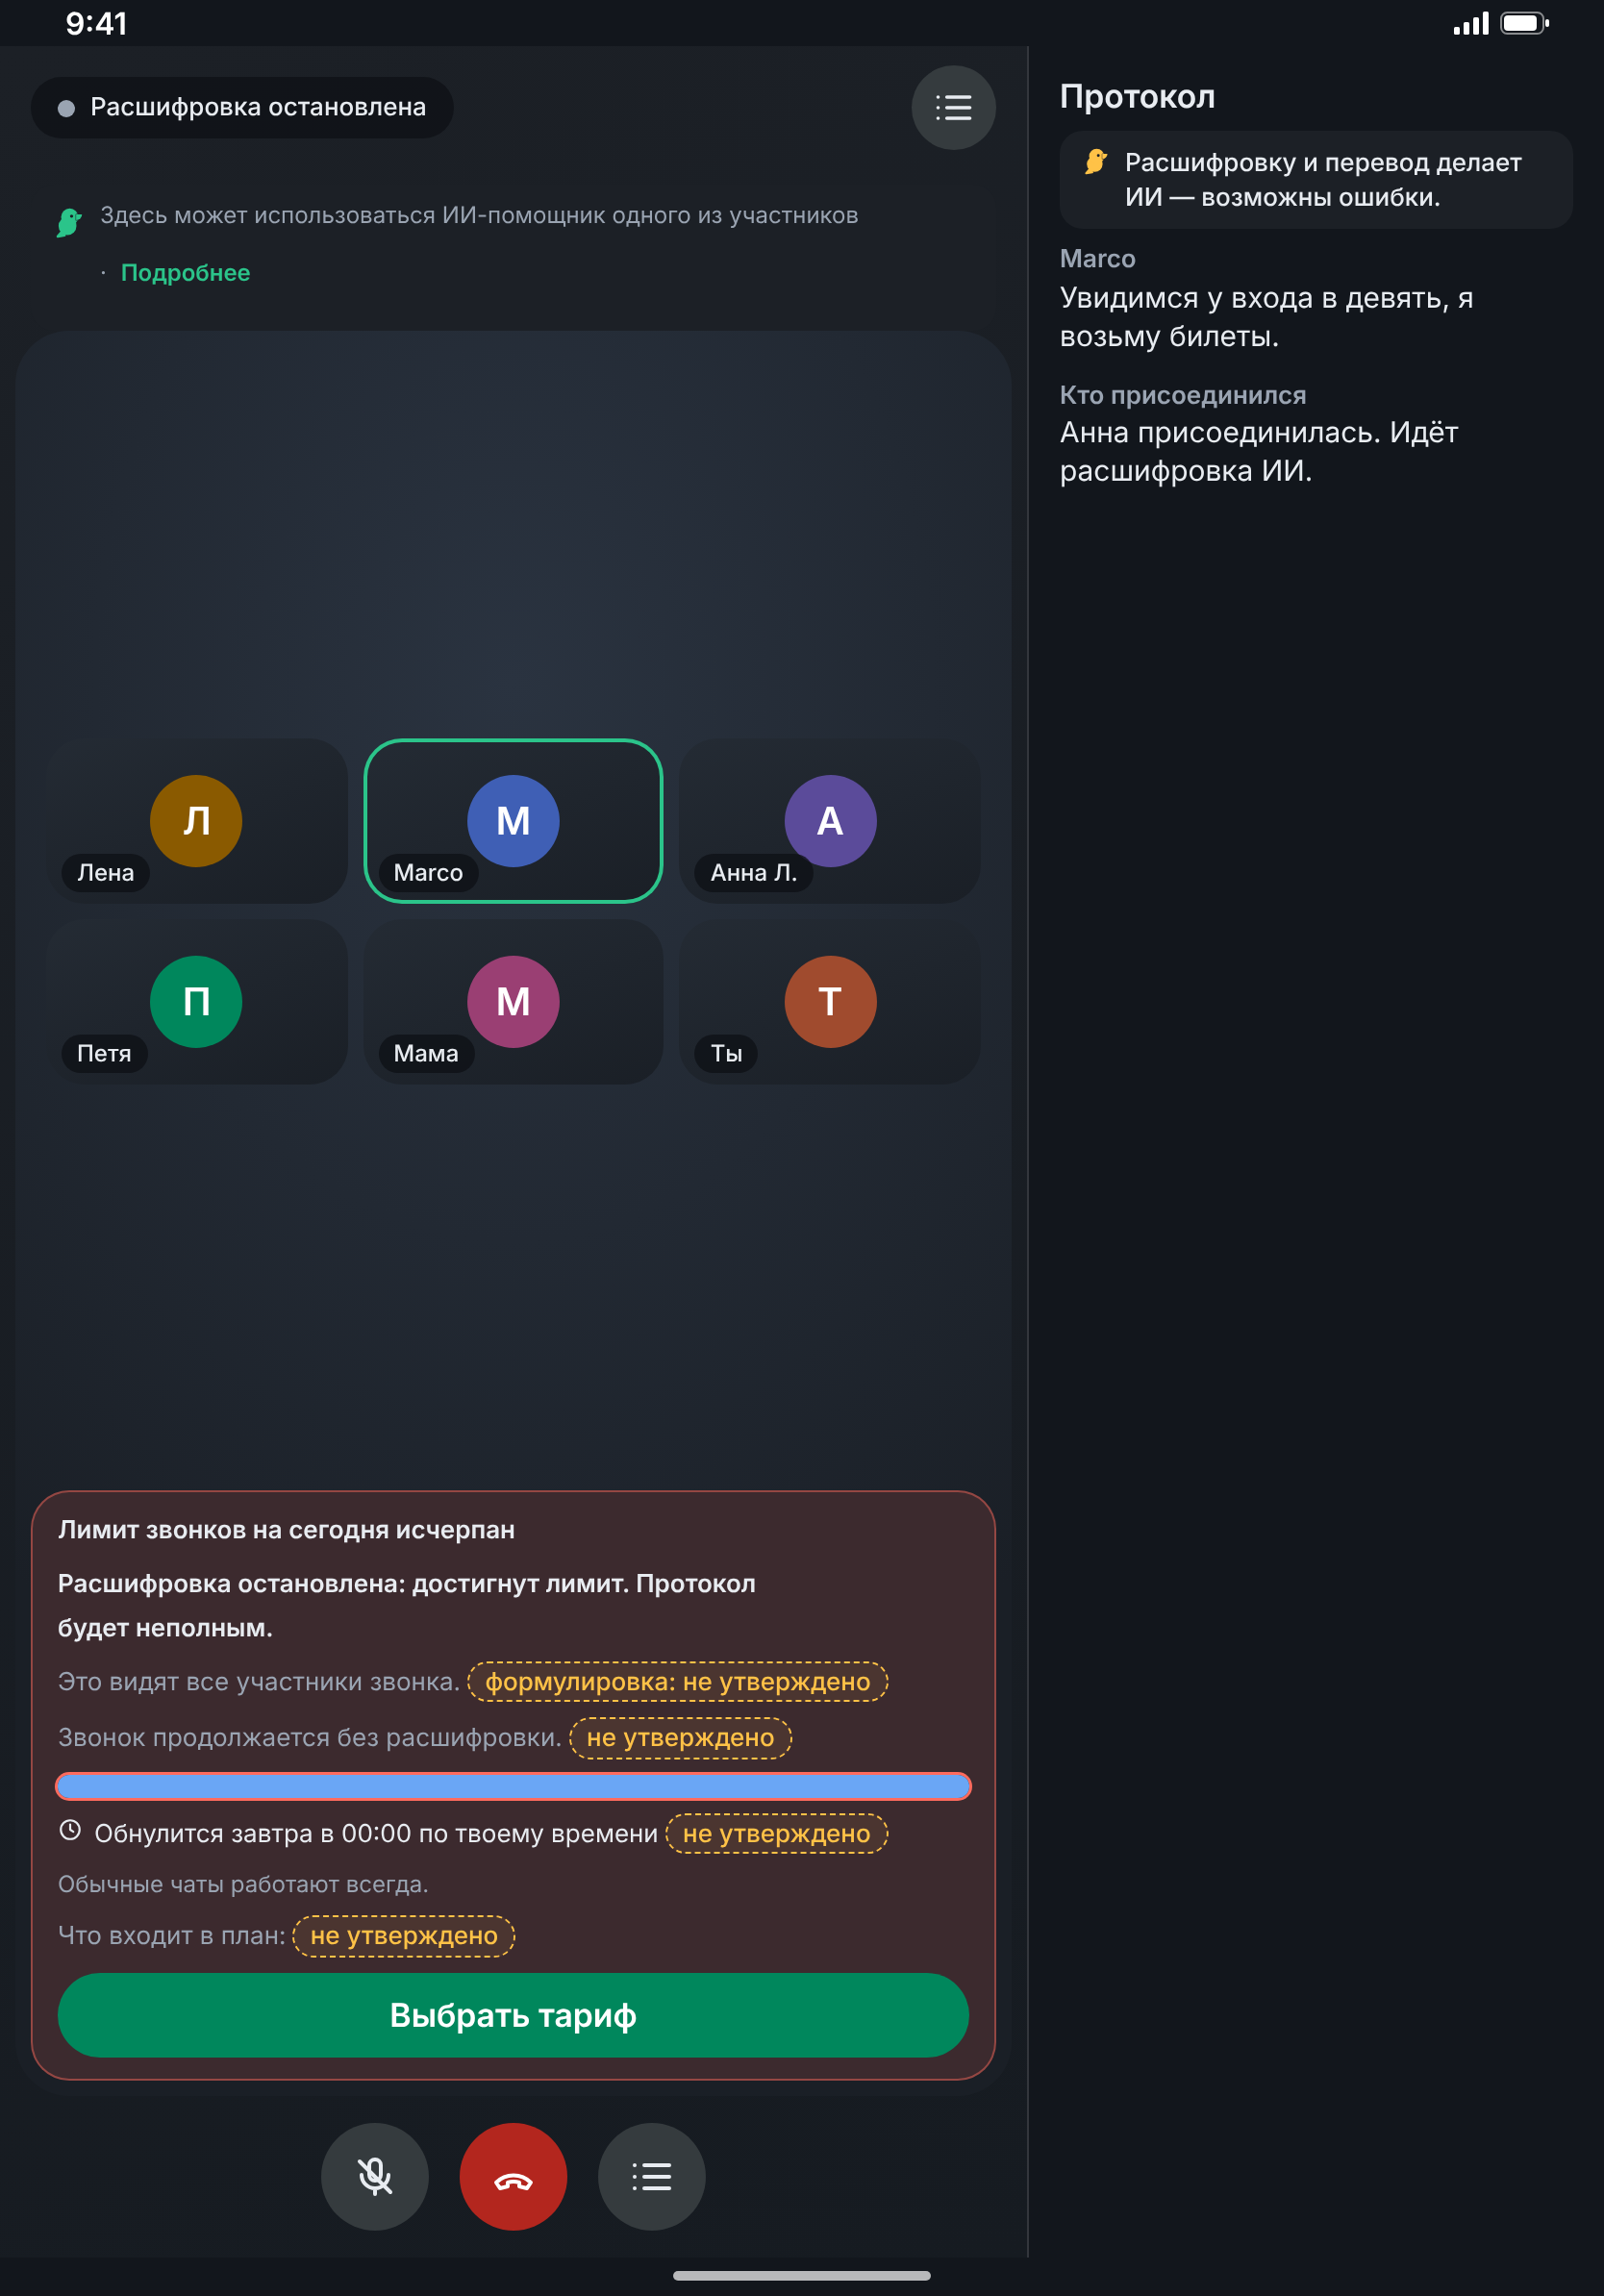 9:41
Расшифровка остановлена
Здесь может использоваться ИИ-помощник одного из участников
· Подробнее
Л
Лена
M
Marco
А
Анна Л.
П
Петя
М
Мама
Т
Ты
Лимит звонков на сегодня исчерпан
Расшифровка остановлена: достигнут лимит. Протокол
будет неполным.
Это видят все участники звонка. формулировка: не утверждено
Звонок продолжается без расшифровки. не утверждено
Обнулится завтра в 00:00 по твоему времени не утверждено
Обычные чаты работают всегда.
Что входит в план: не утверждено
Выбрать тариф
Протокол
Расшифровку и перевод делает
ИИ — возможны ошибки.
Marco
Увидимся у входа в девять, я
возьму билеты.
Кто присоединился
Анна присоединилась. Идёт
расшифровка ИИ.